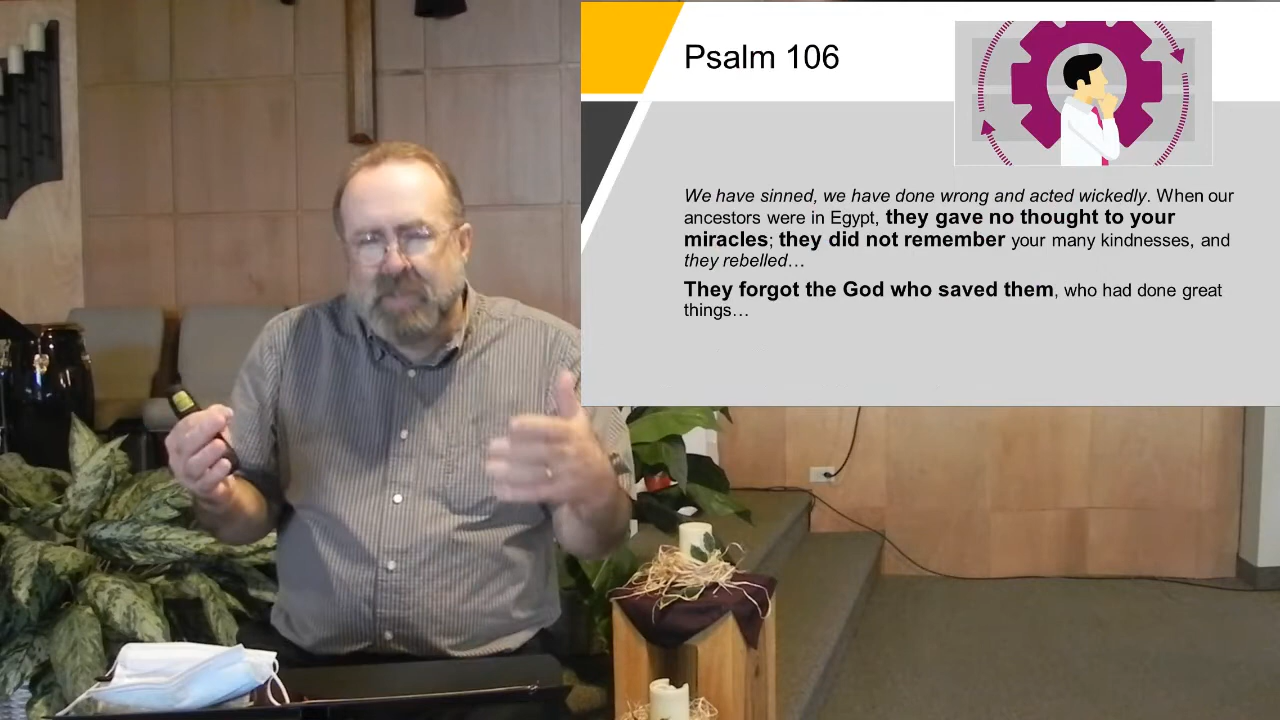 Psalm 106
We have sinned, we have done wrong and acted wickedly. When our
ancestors were in Egypt, they gave no thought to your
miracles; they did not remember your many kindnesses, and
they rebelled…
They forgot the God who saved them, who had done great
things…